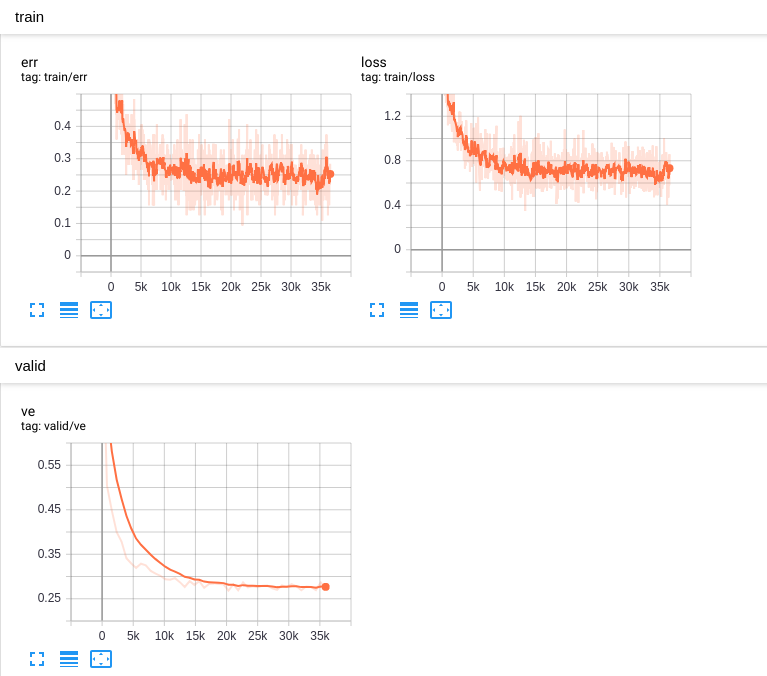 train
err
tag: train/err
0.4
0.3
0.2
0.1
0
0 5k 10k 15k 20k 25k 30k 35k
loss
tag: train/loss
1.2
0.8
0.4
0
0 5k 10k 15k 20k 25k 30k 35k
valid
ve
tag: valid/ve
0.55
0.45
0.35
0.25
0 5k 10k 15k 20k 25k 30k 35k